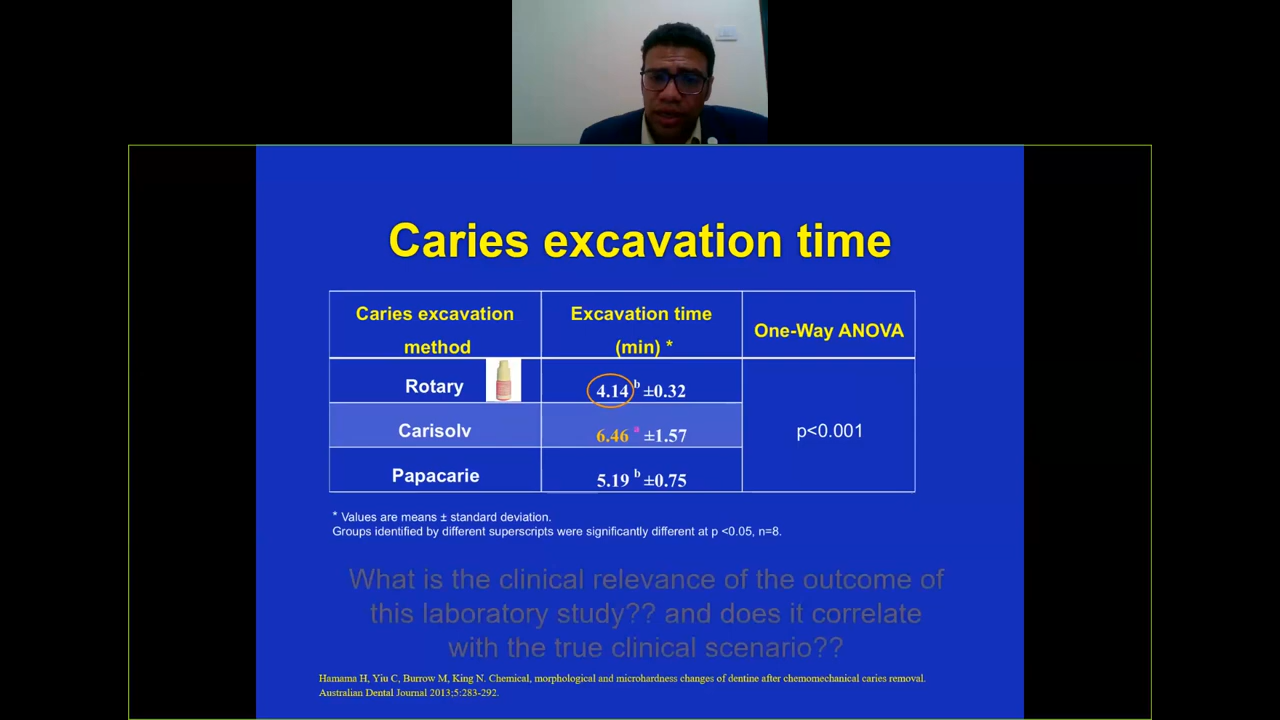 Caries excavation time
Caries excavation
method
Excavation time
(min) *
One-Way ANOVA
Rotary
4.14 b ±0.32
Carisolv
6.46 a ±1.57
p<0.001
Papacarie
5.19 b ±0.75
* Values are means ± standard deviation.
Groups identified by different superscripts were significantly different at p <0.05, n=8.
What is the clinical relevance of the outcome of
this laboratory study?? and does it correlate
with the true clinical scenario??
Hamama H, Yiu C, Burrow M, King N. Chemical, morphological and microhardness changes of dentine after chemomechanical caries removal.
Australian Dental Journal 2013;5:283-292.